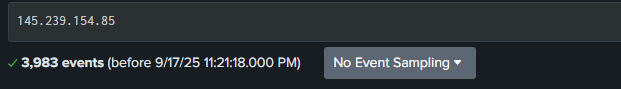 145.239.154.85
3,983 events (before 9/17/25 11:21:18.000 PM) No Event Sampling